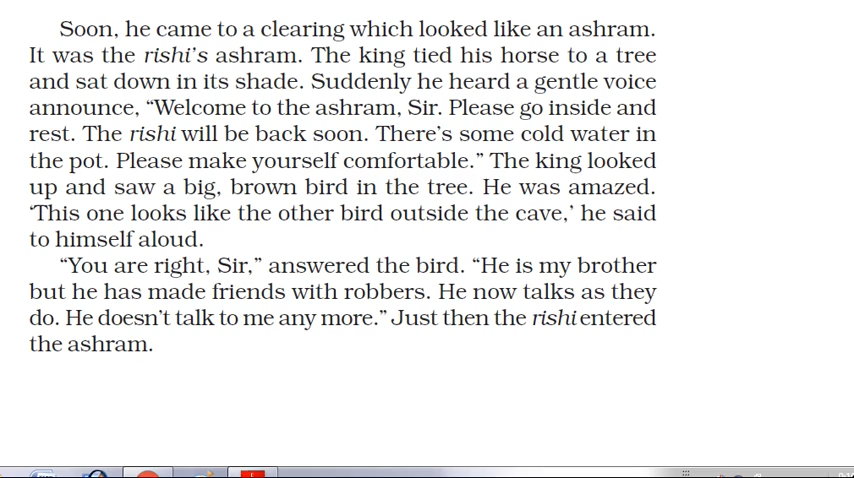 Soon, he came to a clearing which looked like an ashram.
It was the rishi's ashram. The king tied his horse to a tree
and sat down in its shade. Suddenly he heard a gentle voice
announce, “Welcome to the ashram, Sir. Please go inside and
rest. The rishi will be back soon. There's some cold water in
the pot. Please make yourself comfortable.” The king looked
up and saw a big, brown bird in the tree. He was amazed.
‘This one looks like the other bird outside the cave,’ he said
to himself aloud.
“You are right, Sir,” answered the bird. “He is my brother
but he has made friends with robbers. He now talks as they
do. He doesn't talk to me any more.” Just then the rishi entered
the ashram.